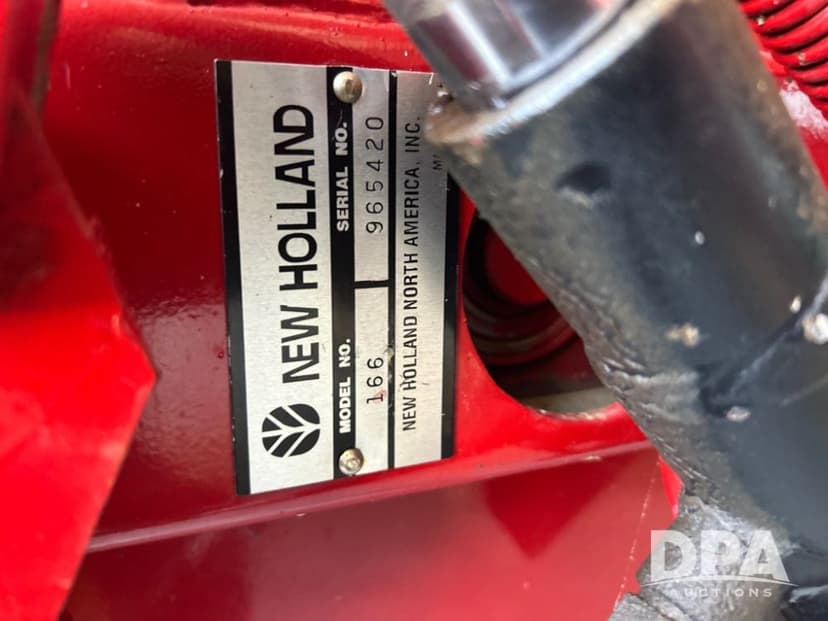 NEW HOLLAND
MODEL NO. SERIAL NO.
166 965420
NEW HOLLAND NORTH AMERICA, INC.
DPA
AUCTIONS